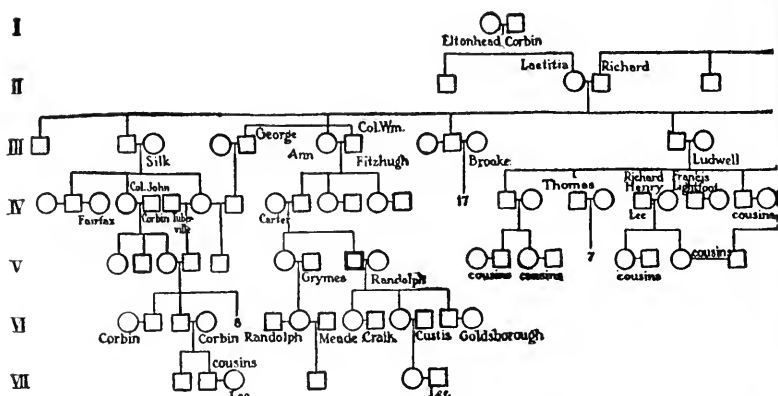 I
Eltonhead Corbin
II
Laetitia Richard
III
Silk George Ann Col. Wm. Fitzhugh Brooke Ludwell
IV
Fairfax Col. John Corbin Tuberville Carter 17 Thomas Richard Henry Lee Francis Lightfoot cousins
V
Grymes Randolph cousins cousins 7 cousins cousins
VI
Corbin Corbin 8 Randolph Meade Craik Custis Goldsborough
VII
cousins
Lee Lee